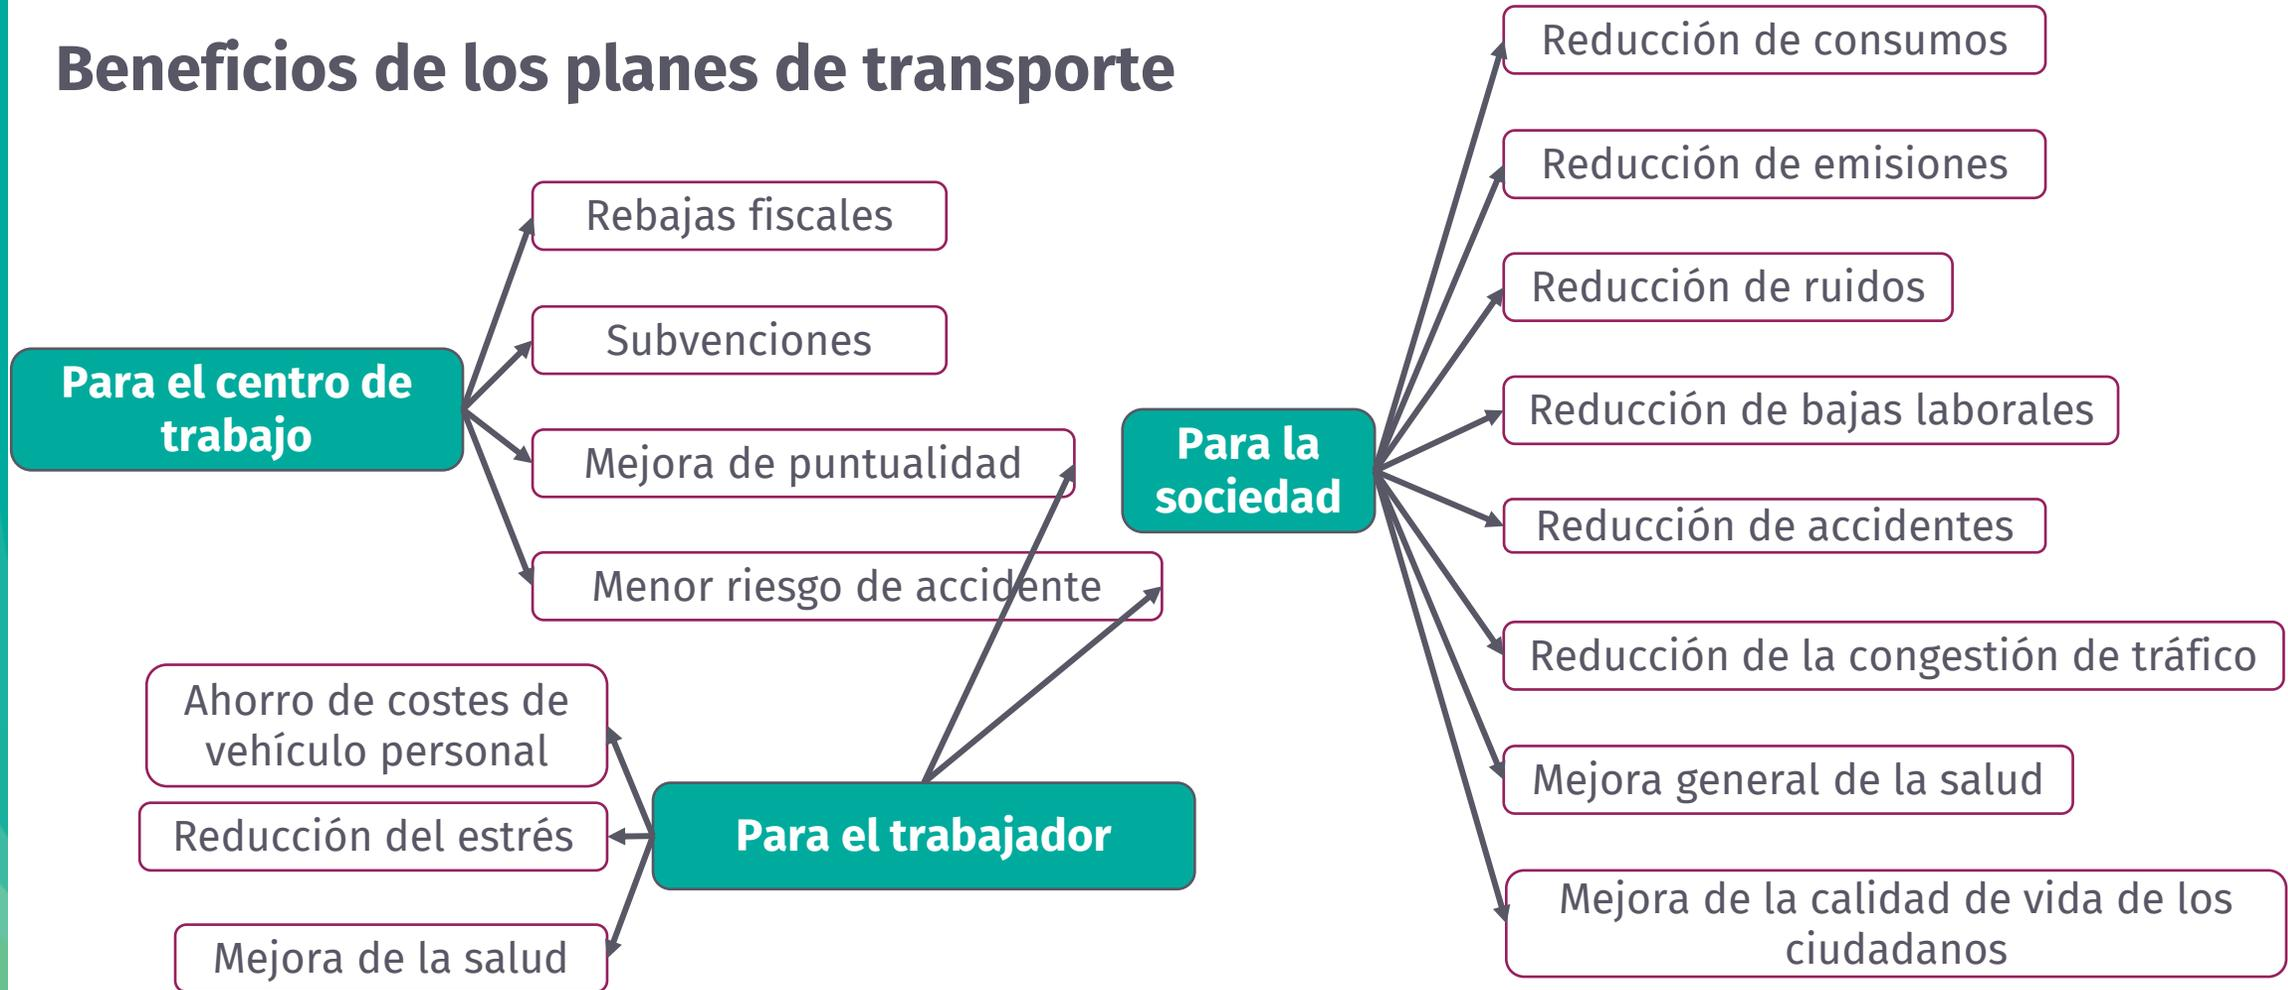 Beneficios de los planes de transporte
Para el centro de
trabajo
Rebajas fiscales
Subvenciones
Mejora de puntualidad
Menor riesgo de accidente
Para el trabajador
Ahorro de costes de
vehículo personal
Reducción del estrés
Mejora de la salud
Para la
sociedad
Reducción de consumos
Reducción de emisiones
Reducción de ruidos
Reducción de bajas laborales
Reducción de accidentes
Reducción de la congestión de tráfico
Mejora general de la salud
Mejora de la calidad de vida de los
ciudadanos